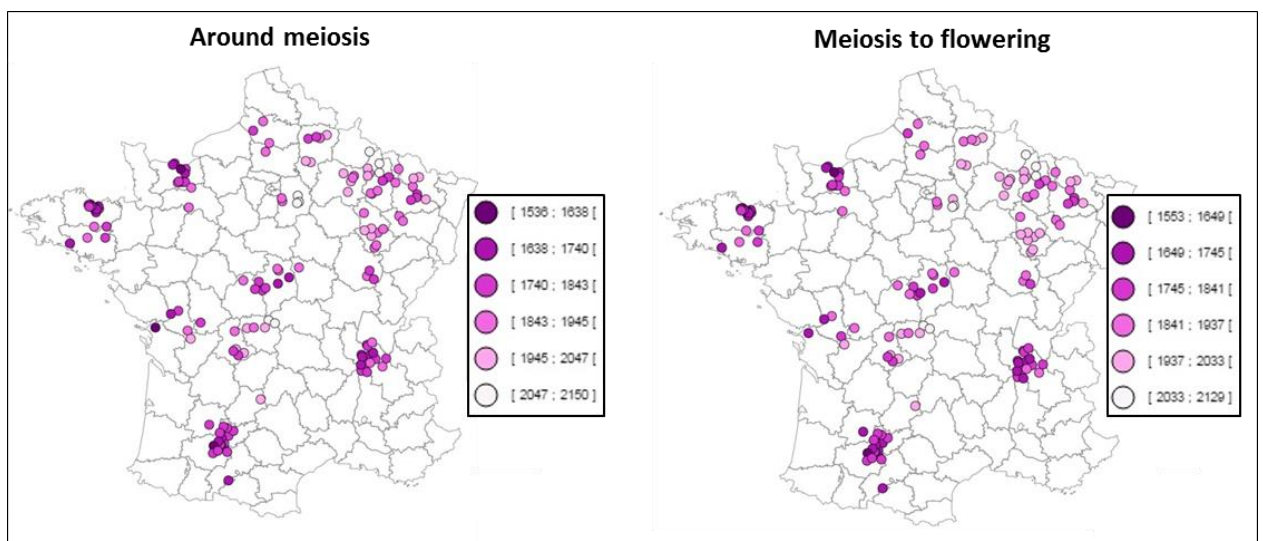 Around meiosis
Meiosis to flowering
[ 1536 ; 1638 [
[ 1638 ; 1740 [
[ 1740 ; 1843 [
[ 1843 ; 1945 [
[ 1945 ; 2047 [
[ 2047 ; 2150 [
[ 1553 ; 1649 [
[ 1649 ; 1745 [
[ 1745 ; 1841 [
[ 1841 ; 1937 [
[ 1937 ; 2033 [
[ 2033 ; 2129 [